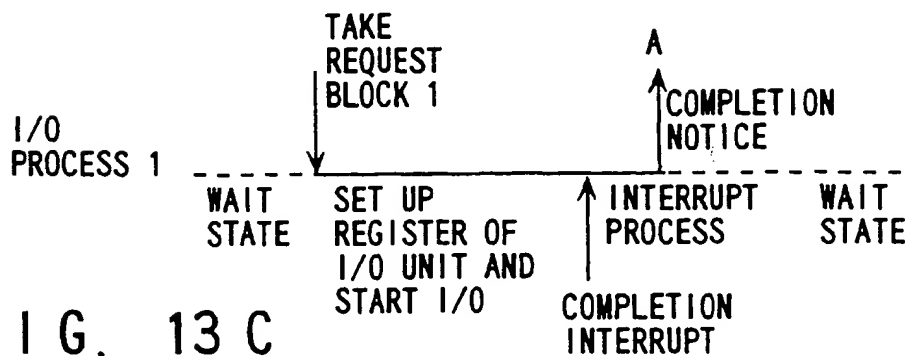 TAKE
REQUEST
BLOCK 1
A
COMPLETION
NOTICE
I/O
PROCESS 1
WAIT
STATE
SET UP
REGISTER OF
I/O UNIT AND
START I/O
INTERRUPT
PROCESS
WAIT
STATE
COMPLETION
INTERRUPT
IG. 13 C